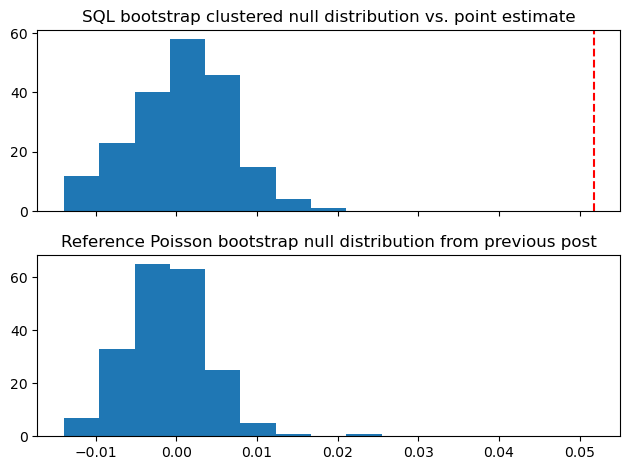 SQL bootstrap clustered null distribution vs. point estimate
60
40
20
0
Reference Poisson bootstrap null distribution from previous post
60
40
20
0
−0.01 0.00 0.01 0.02 0.03 0.04 0.05